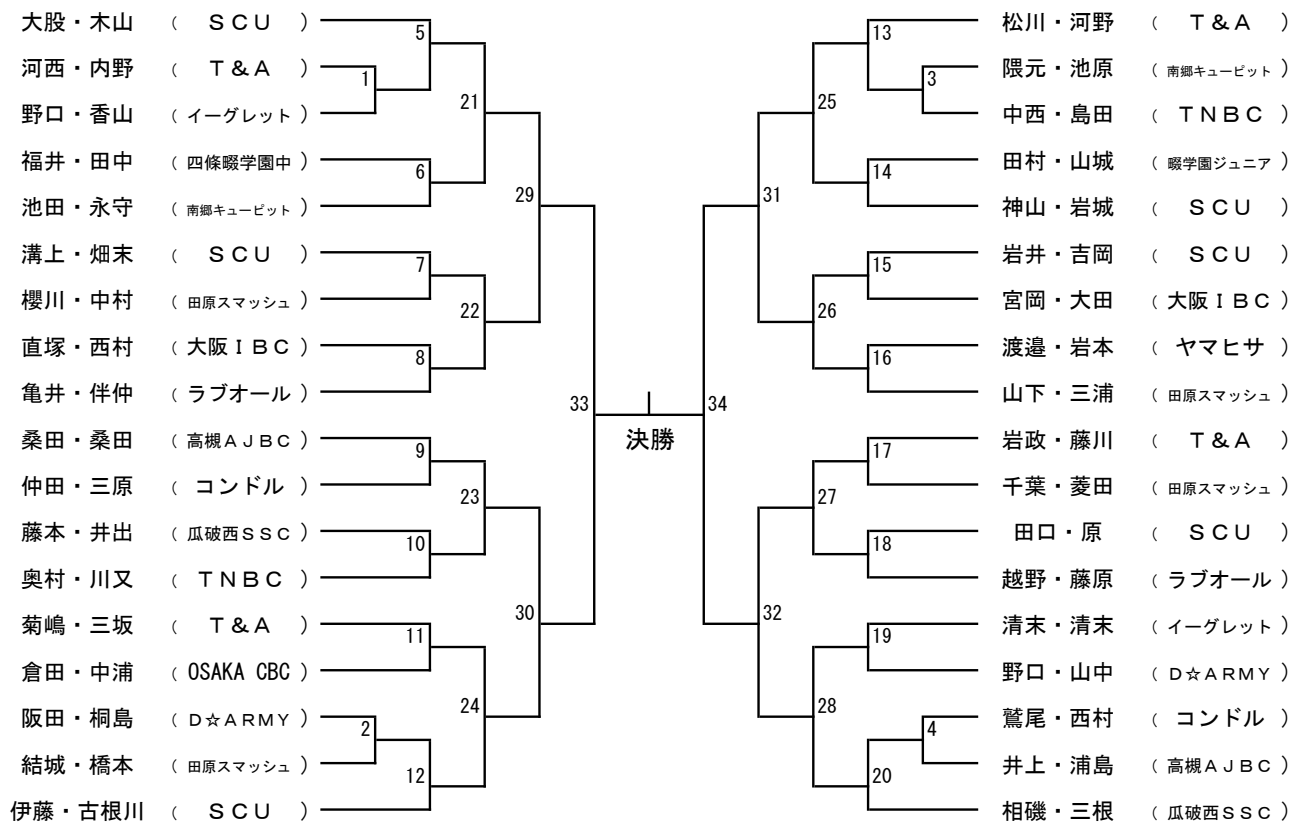 大股・木山 （ ＳＣＵ ） 5
河西・内野 （ Ｔ＆Ａ ） 1
野口・香山 （ イーグレット ）
21
福井・田中 （ 四條畷学園中 ） 6
池田・永守 （ 南郷キューピット ）
29
溝上・畑末 （ ＳＣＵ ） 7
櫻川・中村 （ 田原スマッシュ ）
22
直塚・西村 （ 大阪ＩＢＣ ） 8
亀井・伴仲 （ ラブオール ）
33
桑田・桑田 （ 高槻ＡＪＢＣ ） 9
仲田・三原 （ コンドル ）
23
藤本・井出 （ 瓜破西ＳＳＣ ） 10
奥村・川又 （ ＴＮＢＣ ）
30
菊嶋・三坂 （ Ｔ＆Ａ ） 11
倉田・中浦 （ OSAKA CBC ）
24
阪田・桐島 （ Ｄ☆ＡＲＭＹ ） 2
結城・橋本 （ 田原スマッシュ ） 12
伊藤・古根川 （ ＳＣＵ ）
決勝
13 松川・河野 （ Ｔ＆Ａ ）
3 隈元・池原 （ 南郷キューピット ）
中西・島田 （ ＴＮＢＣ ）
25
14 田村・山城 （ 畷学園ジュニア ）
神山・岩城 （ ＳＣＵ ）
31
15 岩井・吉岡 （ ＳＣＵ ）
宮岡・大田 （ 大阪ＩＢＣ ）
26
16 渡邉・岩本 （ ヤマヒサ ）
山下・三浦 （ 田原スマッシュ ）
34
17 岩政・藤川 （ Ｔ＆Ａ ）
千葉・菱田 （ 田原スマッシュ ）
27
18 田口・原 （ ＳＣＵ ）
越野・藤原 （ ラブオール ）
32
19 清末・清末 （ イーグレット ）
野口・山中 （ Ｄ☆ＡＲＭＹ ）
28
4 鷲尾・西村 （ コンドル ）
20 井上・浦島 （ 高槻ＡＪＢＣ ）
相磯・三根 （ 瓜破西ＳＳＣ ）